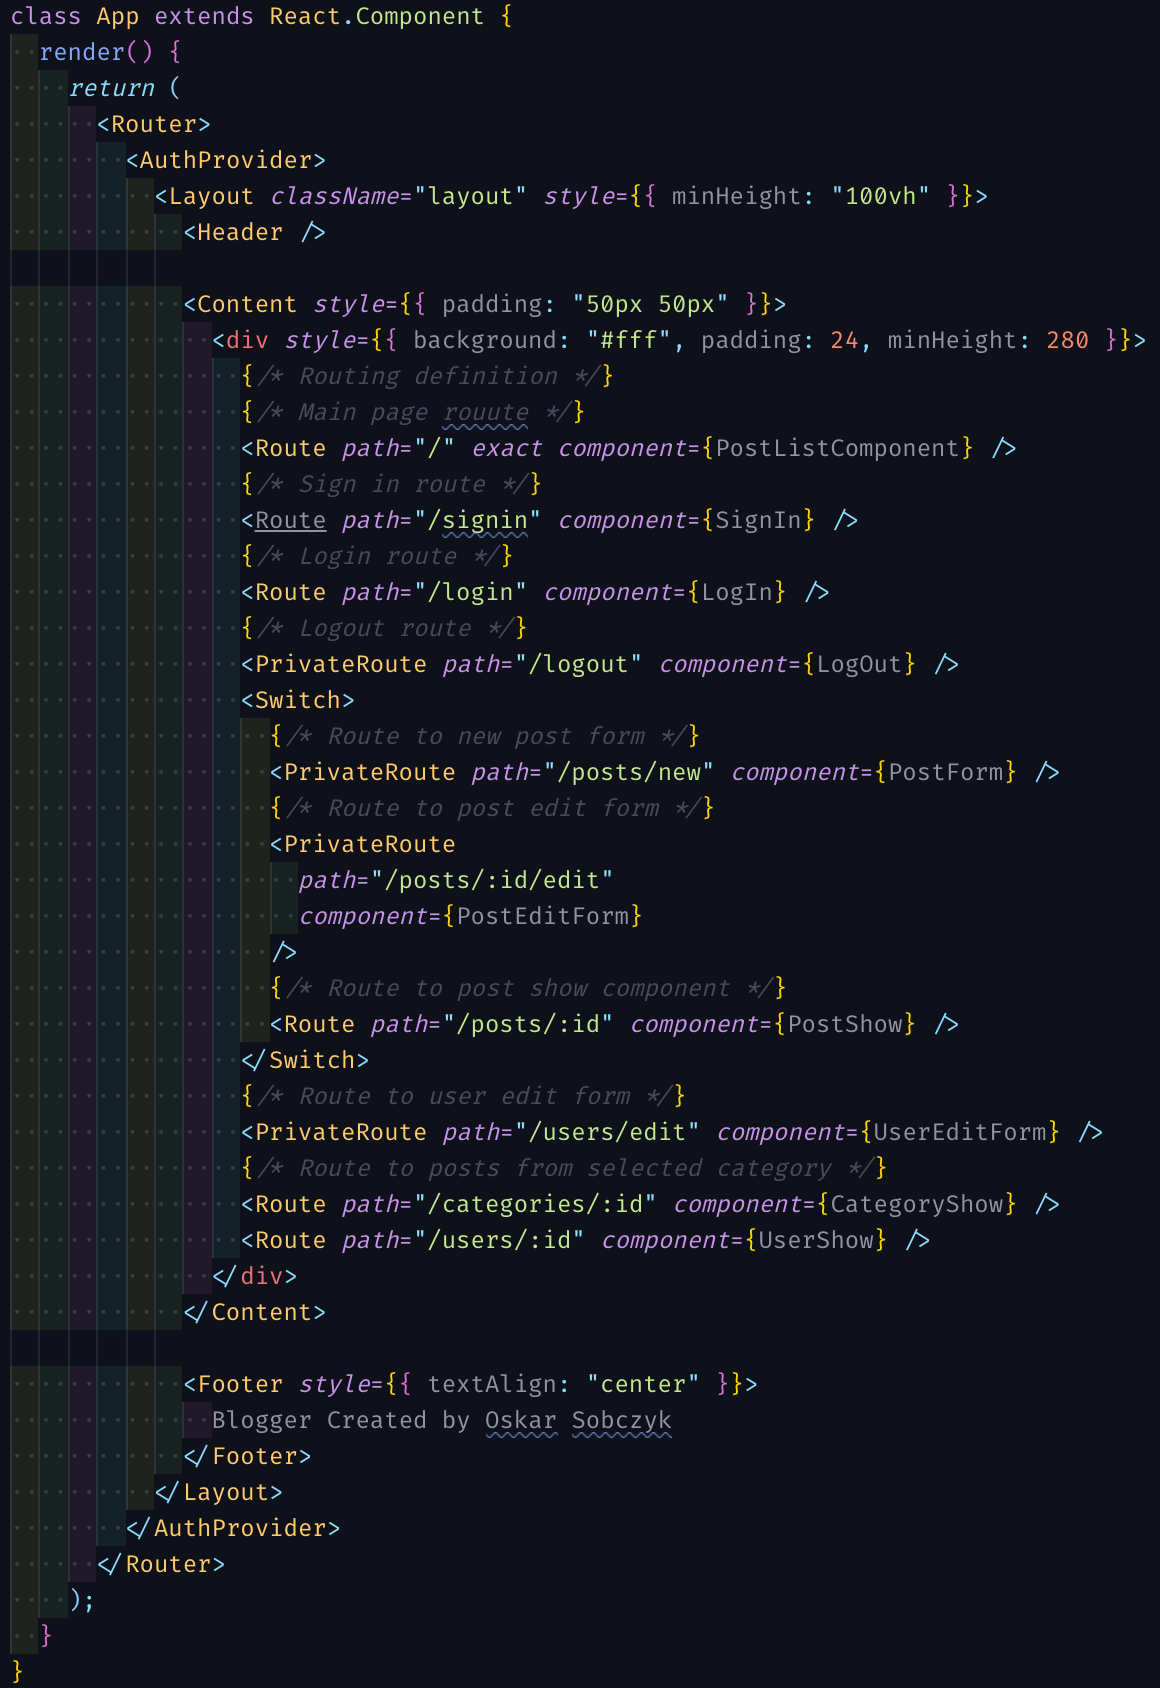 class App extends React.Component {
render() {
return (
<Router>
<AuthProvider>
<Layout className="layout" style={{ minHeight: "100vh" }}>
<Header />
<Content style={{ padding: "50px 50px" }}>
<div style={{ background: "#fff", padding: 24, minHeight: 280 }}>
{/* Routing definition */}
{/* Main page rouute */}
<Route path="/" exact component={PostListComponent} />
{/* Sign in route */}
<Route path="/signin" component={SignIn} />
{/* Login route */}
<Route path="/login" component={LogIn} />
{/* Logout route */}
<PrivateRoute path="/logout" component={LogOut} />
<Switch>
{/* Route to new post form */}
<PrivateRoute path="/posts/new" component={PostForm} />
{/* Route to post edit form */}
<PrivateRoute
path="/posts/:id/edit"
component={PostEditForm}
/>
{/* Route to post show component */}
<Route path="/posts/:id" component={PostShow} />
</Switch>
{/* Route to user edit form */}
<PrivateRoute path="/users/edit" component={UserEditForm} />
{/* Route to posts from selected category */}
<Route path="/categories/:id" component={CategoryShow} />
<Route path="/users/:id" component={UserShow} />
</div>
</Content>
<Footer style={{ textAlign: "center" }}>
Blogger Created by Oskar Sobczyk
</Footer>
</Layout>
</AuthProvider>
</Router>
);
}
}